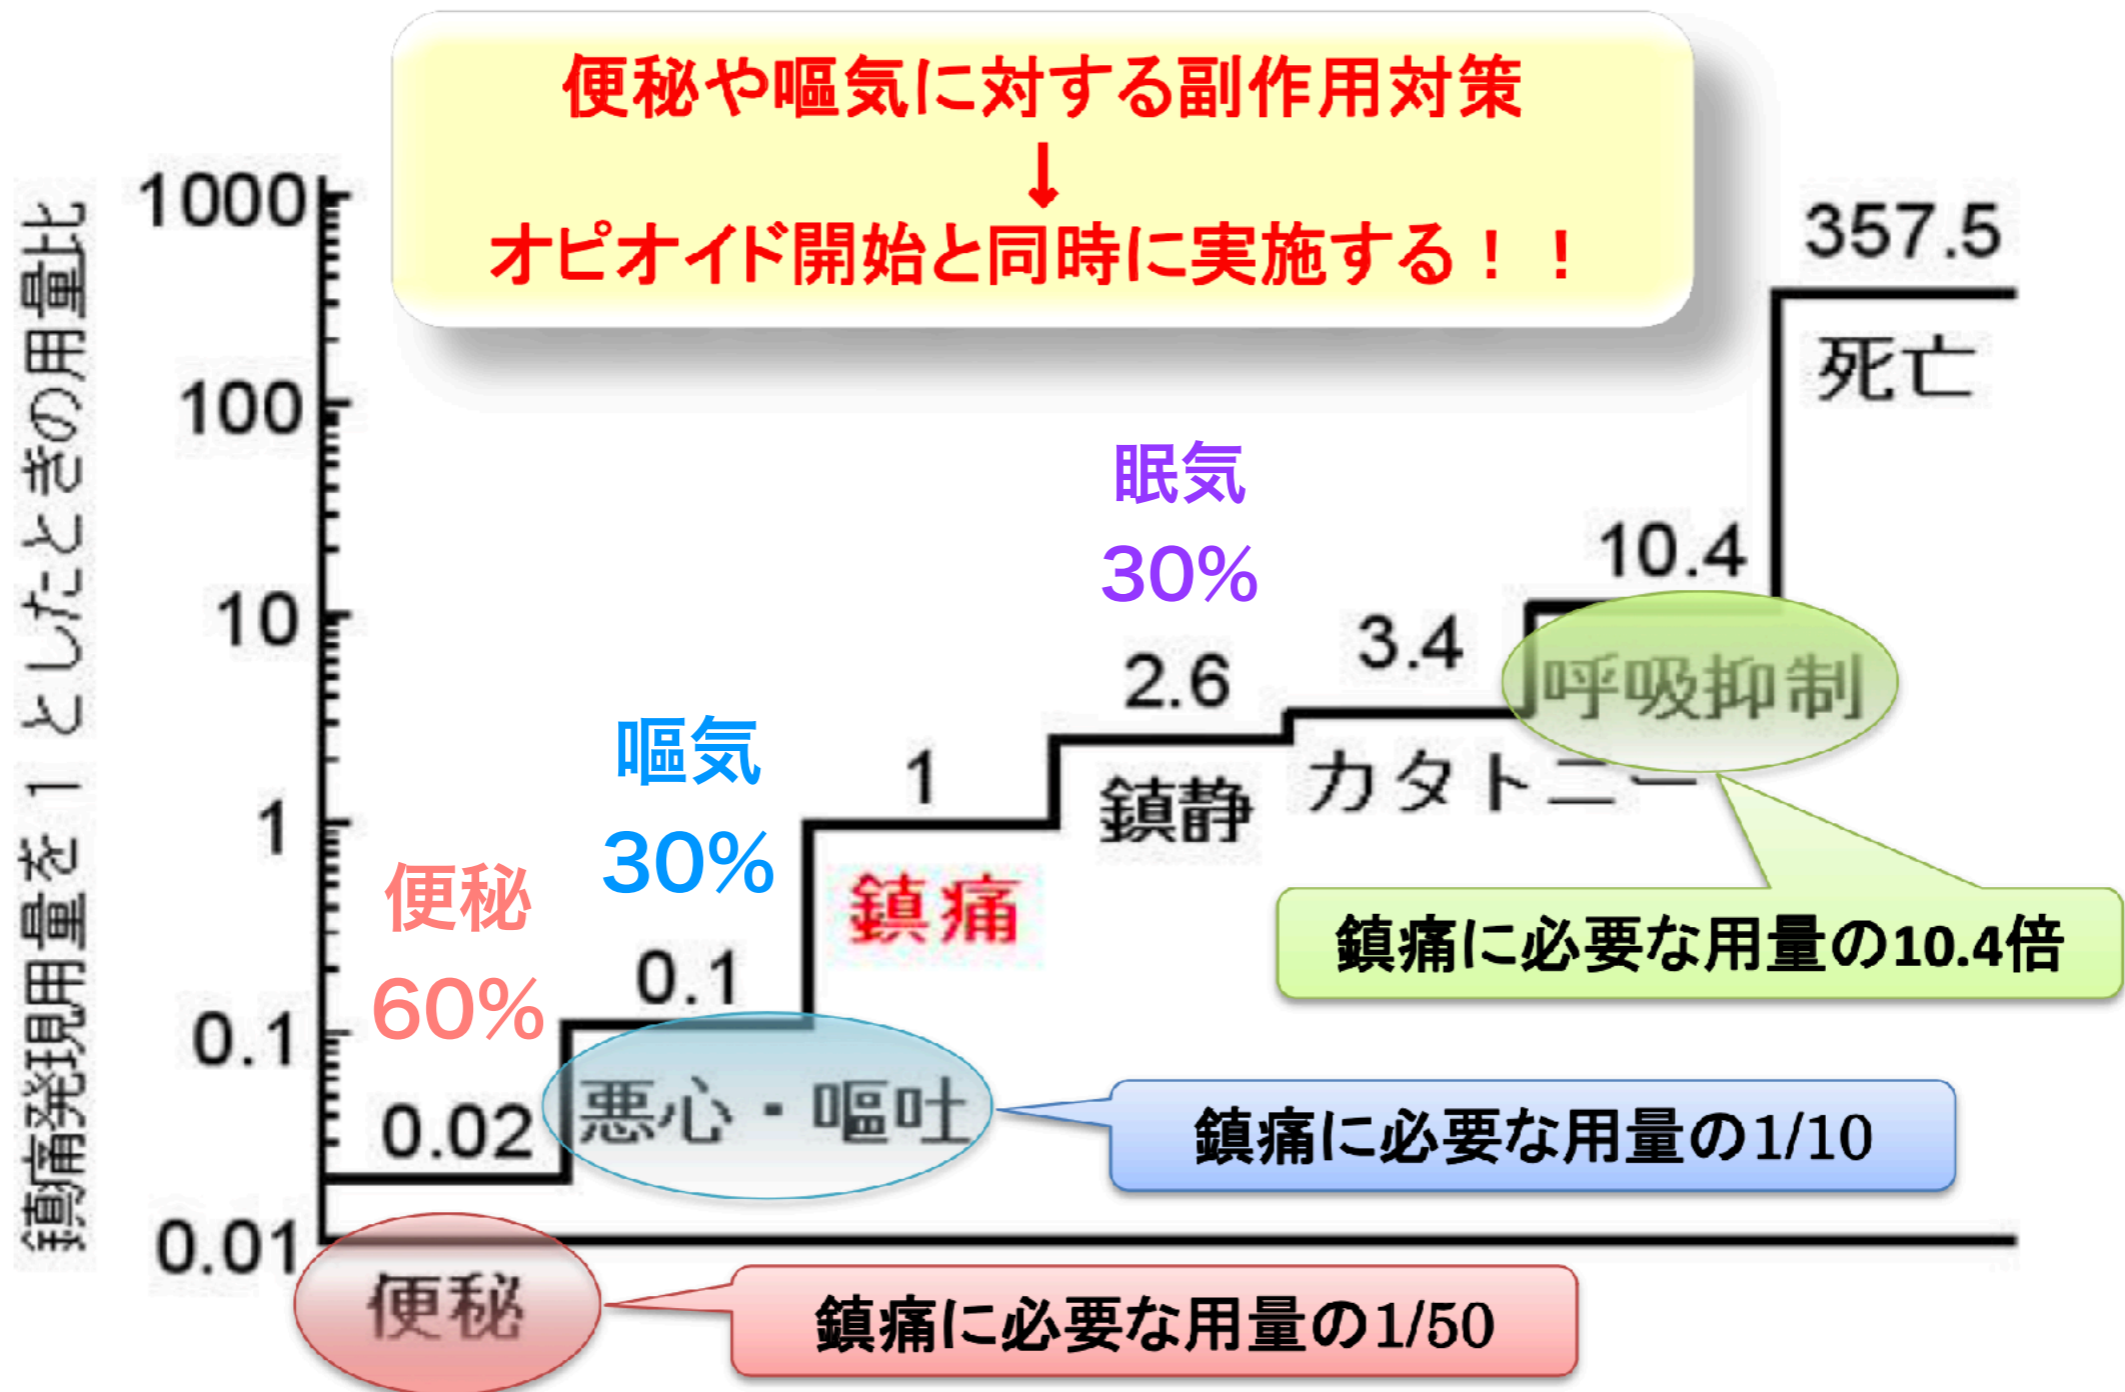 便秘や嘔気に対する副作用対策
↓
オピオイド開始と同時に実施する！！
鎮痛発現用量を1としたときの用量比
1000
100
10
1
0.1
0.01
357.5
死亡
眠気
30%
10.4
呼吸抑制
3.4
カタトニー
2.6
鎮静
嘔気
30%
1
鎮痛
鎮痛に必要な用量の10.4倍
便秘
60%
0.1
悪心・嘔吐
鎮痛に必要な用量の1/10
0.02
便秘
鎮痛に必要な用量の1/50